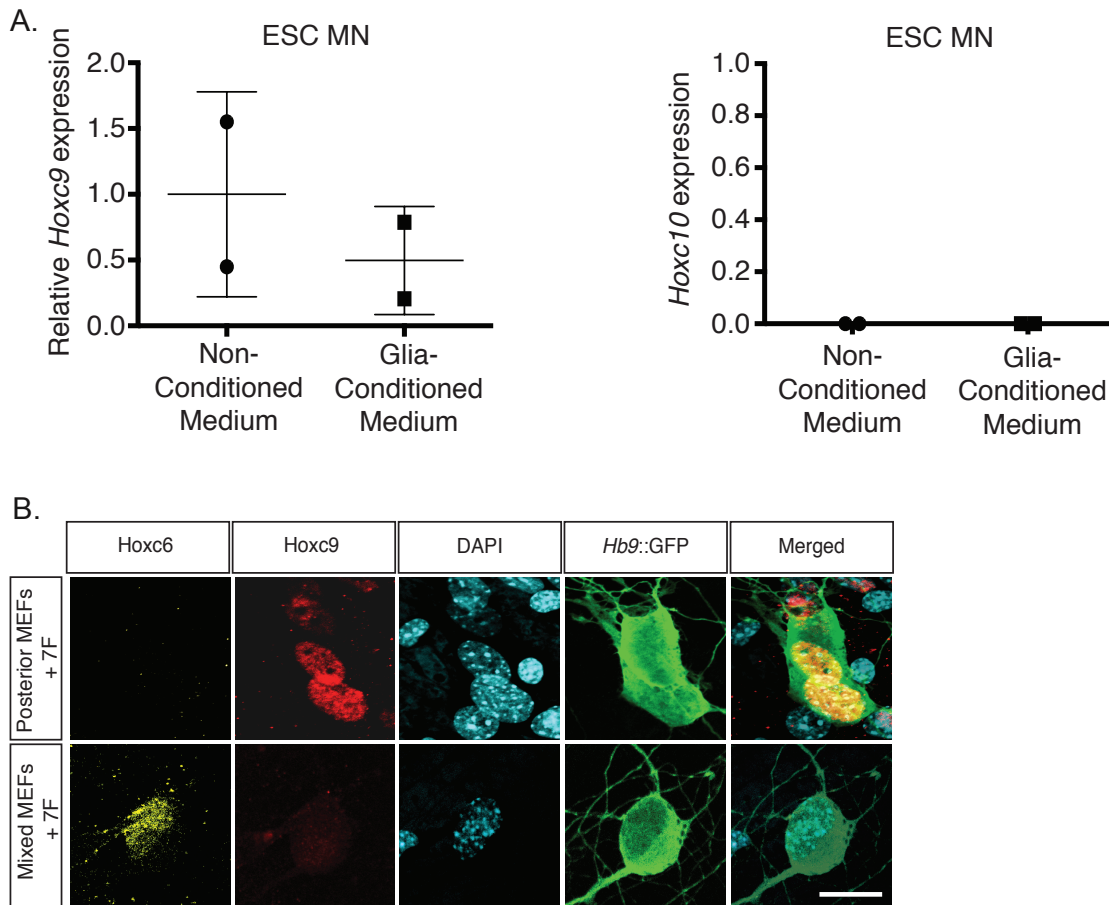 A.
ESC MN
Relative Hoxc9 expression
2.0
1.5
1.0
0.5
0.0
Non-
Conditioned
Medium
Glia-
Conditioned
Medium
ESC MN
Hoxc10 expression
1.0
0.8
0.6
0.4
0.2
0.0
Non-
Conditioned
Medium
Glia-
Conditioned
Medium
B.
Hoxc6
Hoxc9
DAPI
Hb9::GFP
Merged
Posterior MEFs
+ 7F
Mixed MEFs
+ 7F